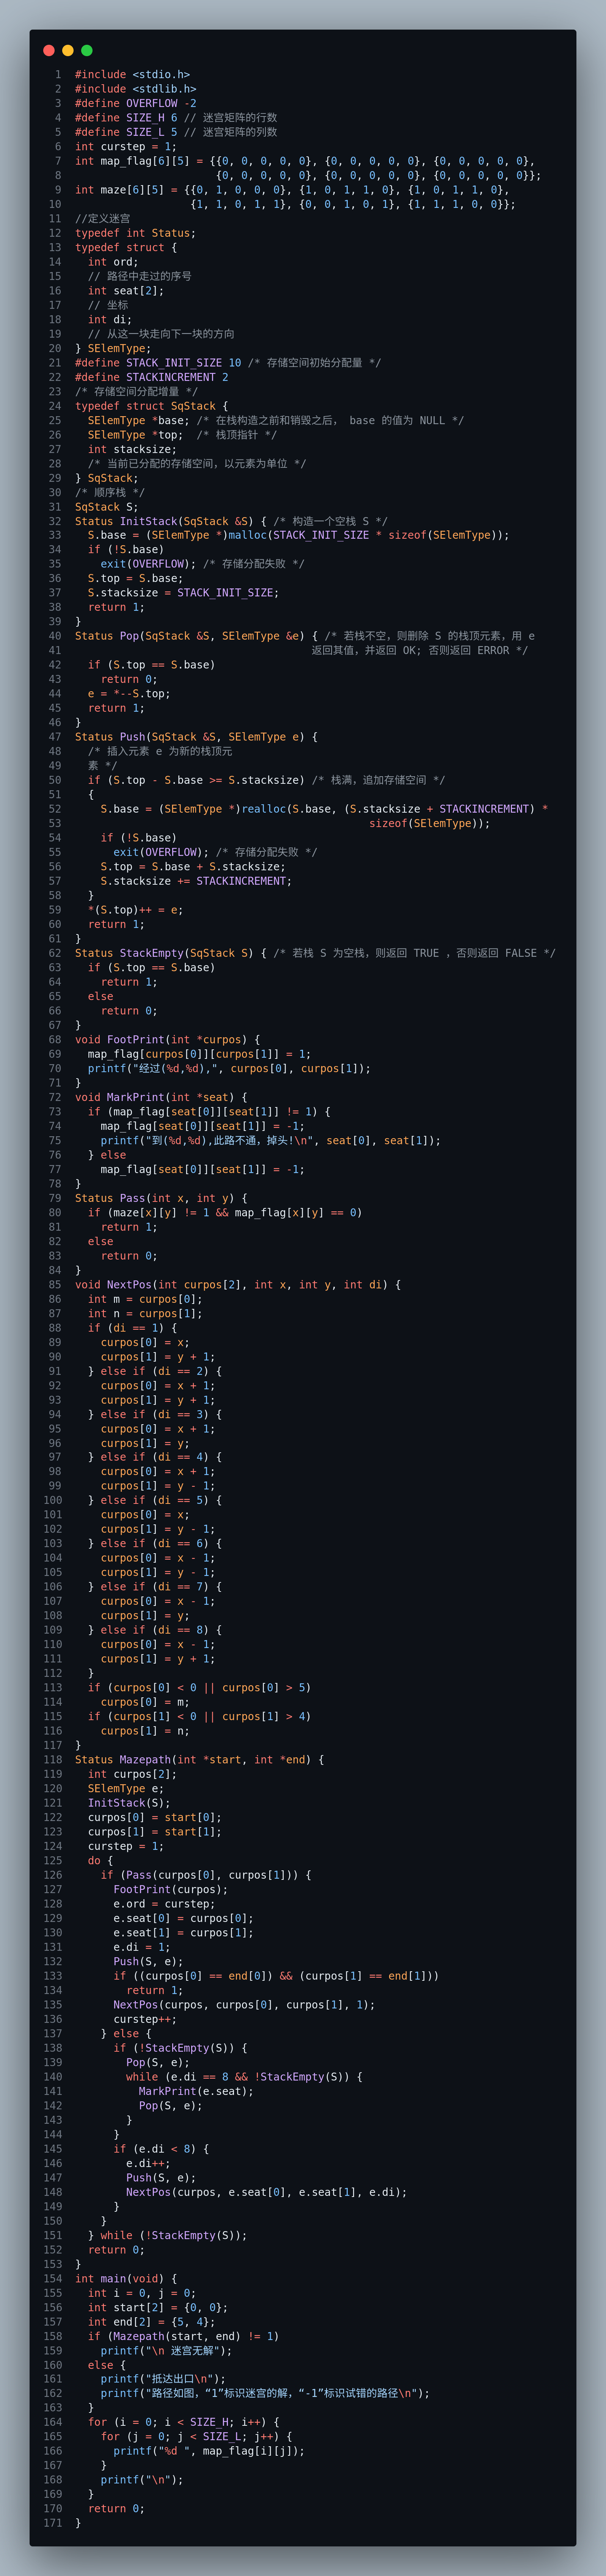 1 #include <stdio.h>
2 #include <stdlib.h>
3 #define OVERFLOW -2
4 #define SIZE_H 6 // 迷宫矩阵的行数
5 #define SIZE_L 5 // 迷宫矩阵的列数
6 int curstep = 1;
7 int map_flag[6][5] = {{0, 0, 0, 0, 0}, {0, 0, 0, 0, 0}, {0, 0, 0, 0, 0},
8                       {0, 0, 0, 0, 0}, {0, 0, 0, 0, 0}, {0, 0, 0, 0, 0}};
9 int maze[6][5] = {{0, 1, 0, 0, 0}, {1, 0, 1, 1, 0}, {1, 0, 1, 1, 0},
10                   {1, 1, 0, 1, 1}, {0, 0, 1, 0, 1}, {1, 1, 1, 0, 0}};
11 //定义迷宫
12 typedef int Status;
13 typedef struct {
14   int ord;
15   // 路径中走过的序号
16   int seat[2];
17   // 坐标
18   int di;
19   // 从这一块走向下一块的方向
20 } SElemType;
21 #define STACK_INIT_SIZE 10 /* 存储空间初始分配量 */
22 #define STACKINCREMENT 2
23 /* 存储空间分配增量 */
24 typedef struct SqStack {
25   SElemType *base; /* 在栈构造之前和销毁之后， base 的值为 NULL */
26   SElemType *top;  /* 栈顶指针 */
27   int stacksize;
28   /* 当前已分配的存储空间，以元素为单位 */
29 } SqStack;
30 /* 顺序栈 */
31 SqStack S;
32 Status InitStack(SqStack &S) { /* 构造一个空栈 S */
33   S.base = (SElemType *)malloc(STACK_INIT_SIZE * sizeof(SElemType));
34   if (!S.base)
35     exit(OVERFLOW); /* 存储分配失败 */
36   S.top = S.base;
37   S.stacksize = STACK_INIT_SIZE;
38   return 1;
39 }
40 Status Pop(SqStack &S, SElemType &e) { /* 若栈不空，则删除 S 的栈顶元素，用 e
41                                      返回其值，并返回 OK; 否则返回 ERROR */
42   if (S.top == S.base)
43     return 0;
44   e = *--S.top;
45   return 1;
46 }
47 Status Push(SqStack &S, SElemType e) {
48   /* 插入元素 e 为新的栈顶元
49   素 */
50   if (S.top - S.base >= S.stacksize) /* 栈满，追加存储空间 */
51   {
52     S.base = (SElemType *)realloc(S.base, (S.stacksize + STACKINCREMENT) *
53                                               sizeof(SElemType));
54     if (!S.base)
55       exit(OVERFLOW); /* 存储分配失败 */
56     S.top = S.base + S.stacksize;
57     S.stacksize += STACKINCREMENT;
58   }
59   *(S.top)++ = e;
60   return 1;
61 }
62 Status StackEmpty(SqStack S) { /* 若栈 S 为空栈，则返回 TRUE ，否则返回 FALSE */
63   if (S.top == S.base)
64     return 1;
65   else
66     return 0;
67 }
68 void FootPrint(int *curpos) {
69   map_flag[curpos[0]][curpos[1]] = 1;
70   printf("经过(%d,%d),", curpos[0], curpos[1]);
71 }
72 void MarkPrint(int *seat) {
73   if (map_flag[seat[0]][seat[1]] != 1) {
74     map_flag[seat[0]][seat[1]] = -1;
75     printf("到(%d,%d),此路不通，掉头!\n", seat[0], seat[1]);
76   } else
77     map_flag[seat[0]][seat[1]] = -1;
78 }
79 Status Pass(int x, int y) {
80   if (maze[x][y] != 1 && map_flag[x][y] == 0)
81     return 1;
82   else
83     return 0;
84 }
85 void NextPos(int curpos[2], int x, int y, int di) {
86   int m = curpos[0];
87   int n = curpos[1];
88   if (di == 1) {
89     curpos[0] = x;
90     curpos[1] = y + 1;
91   } else if (di == 2) {
92     curpos[0] = x + 1;
93     curpos[1] = y + 1;
94   } else if (di == 3) {
95     curpos[0] = x + 1;
96     curpos[1] = y;
97   } else if (di == 4) {
98     curpos[0] = x + 1;
99     curpos[1] = y - 1;
100   } else if (di == 5) {
101     curpos[0] = x;
102     curpos[1] = y - 1;
103   } else if (di == 6) {
104     curpos[0] = x - 1;
105     curpos[1] = y - 1;
106   } else if (di == 7) {
107     curpos[0] = x - 1;
108     curpos[1] = y;
109   } else if (di == 8) {
110     curpos[0] = x - 1;
111     curpos[1] = y + 1;
112   }
113   if (curpos[0] < 0 || curpos[0] > 5)
114     curpos[0] = m;
115   if (curpos[1] < 0 || curpos[1] > 4)
116     curpos[1] = n;
117 }
118 Status Mazepath(int *start, int *end) {
119   int curpos[2];
120   SElemType e;
121   InitStack(S);
122   curpos[0] = start[0];
123   curpos[1] = start[1];
124   curstep = 1;
125   do {
126     if (Pass(curpos[0], curpos[1])) {
127       FootPrint(curpos);
128       e.ord = curstep;
129       e.seat[0] = curpos[0];
130       e.seat[1] = curpos[1];
131       e.di = 1;
132       Push(S, e);
133       if ((curpos[0] == end[0]) && (curpos[1] == end[1]))
134         return 1;
135       NextPos(curpos, curpos[0], curpos[1], 1);
136       curstep++;
137     } else {
138       if (!StackEmpty(S)) {
139         Pop(S, e);
140         while (e.di == 8 && !StackEmpty(S)) {
141           MarkPrint(e.seat);
142           Pop(S, e);
143         }
144       }
145       if (e.di < 8) {
146         e.di++;
147         Push(S, e);
148         NextPos(curpos, e.seat[0], e.seat[1], e.di);
149       }
150     }
151   } while (!StackEmpty(S));
152   return 0;
153 }
154 int main(void) {
155   int i = 0, j = 0;
156   int start[2] = {0, 0};
157   int end[2] = {5, 4};
158   if (Mazepath(start, end) != 1)
159     printf("\n 迷宫无解");
160   else {
161     printf("抵达出口\n");
162     printf("路径如图，“1”标识迷宫的解，“-1”标识试错的路径\n");
163   }
164   for (i = 0; i < SIZE_H; i++) {
165     for (j = 0; j < SIZE_L; j++) {
166       printf("%d ", map_flag[i][j]);
167     }
168     printf("\n");
169   }
170   return 0;
171 }